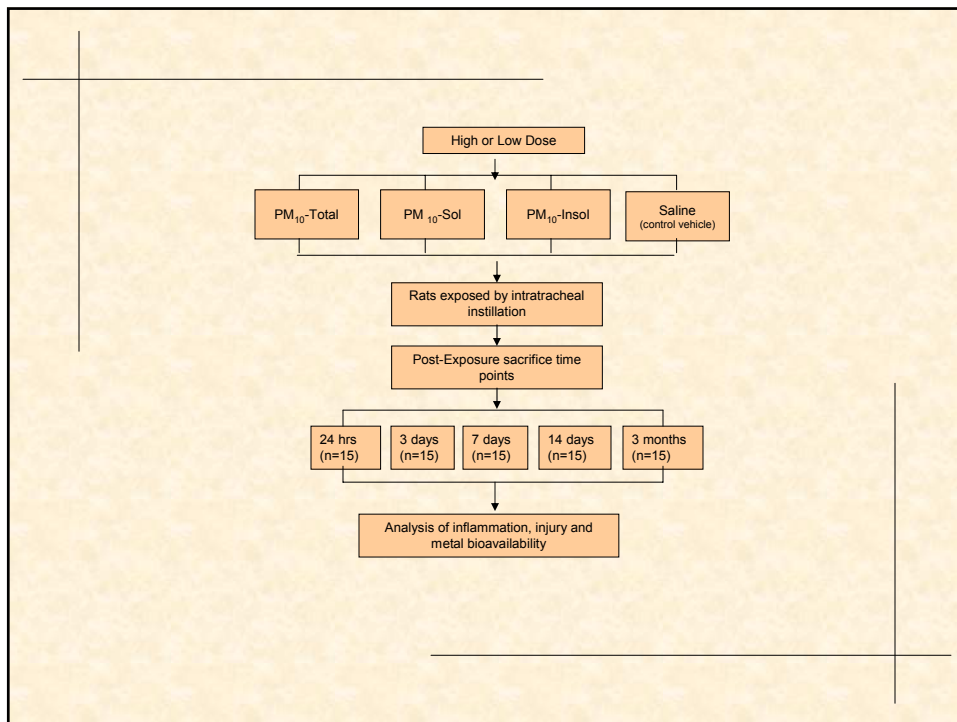 High or Low Dose
PM10-Total
PM 10-Sol
PM10-Insol
Saline
(control vehicle)
Rats exposed by intratracheal
instillation
Post-Exposure sacrifice time
points
24 hrs
(n=15)
3 days
(n=15)
7 days
(n=15)
14 days
(n=15)
3 months
(n=15)
Analysis of inflammation, injury and
metal bioavailability